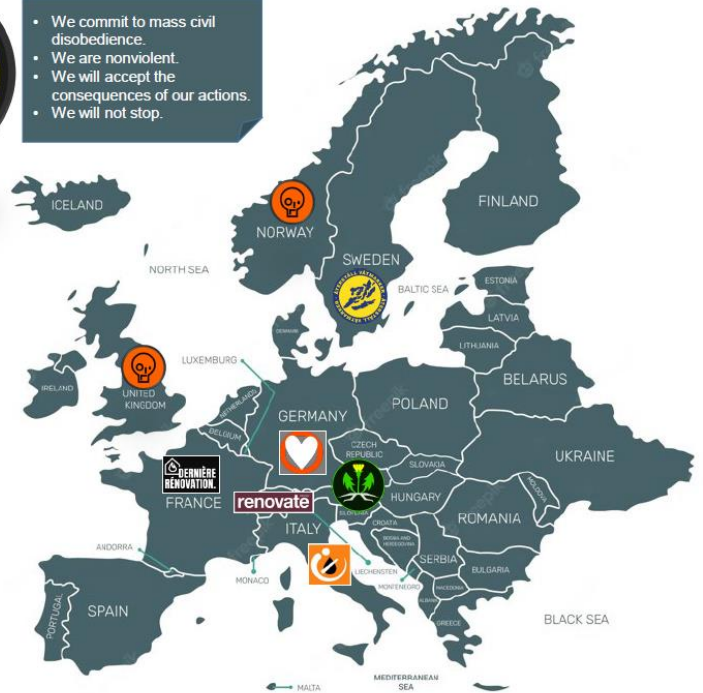 • We commit to mass civil
disobedience.
• We are nonviolent.
• We will accept the
consequences of our actions.
• We will not stop.
ICELAND
NORWAY
FINLAND
SWEDEN
NORTH SEA
ÅTERSTÄLL VÅTMARKER
BALTIC SEA
ESTONIA
LATVIA
LITHUANIA
DENMARK
LUXEMBURG
IRELAND
UNITED
KINGDOM
NETHERLANDS
BELGIUM
GERMANY
POLAND
BELARUS
CZECH
REPUBLIC
SLOVAKIA
UKRAINE
DERNIÈRE
RÉNOVATION.
FRANCE
renovate
HUNGARY
MOLDOVA
ROMANIA
SLOVENIA
CROATIA
ITALY
BOSNIA AND
HERZEGOVINA
SERBIA
ANDORRA
MONACO
LIECHENSTEN
MONTENEGRO
BULGARIA
MACEDONIA
ALBANIA
GREECE
PORTUGAL
SPAIN
BLACK SEA
MEDITERRANEAN
SEA
MALTA